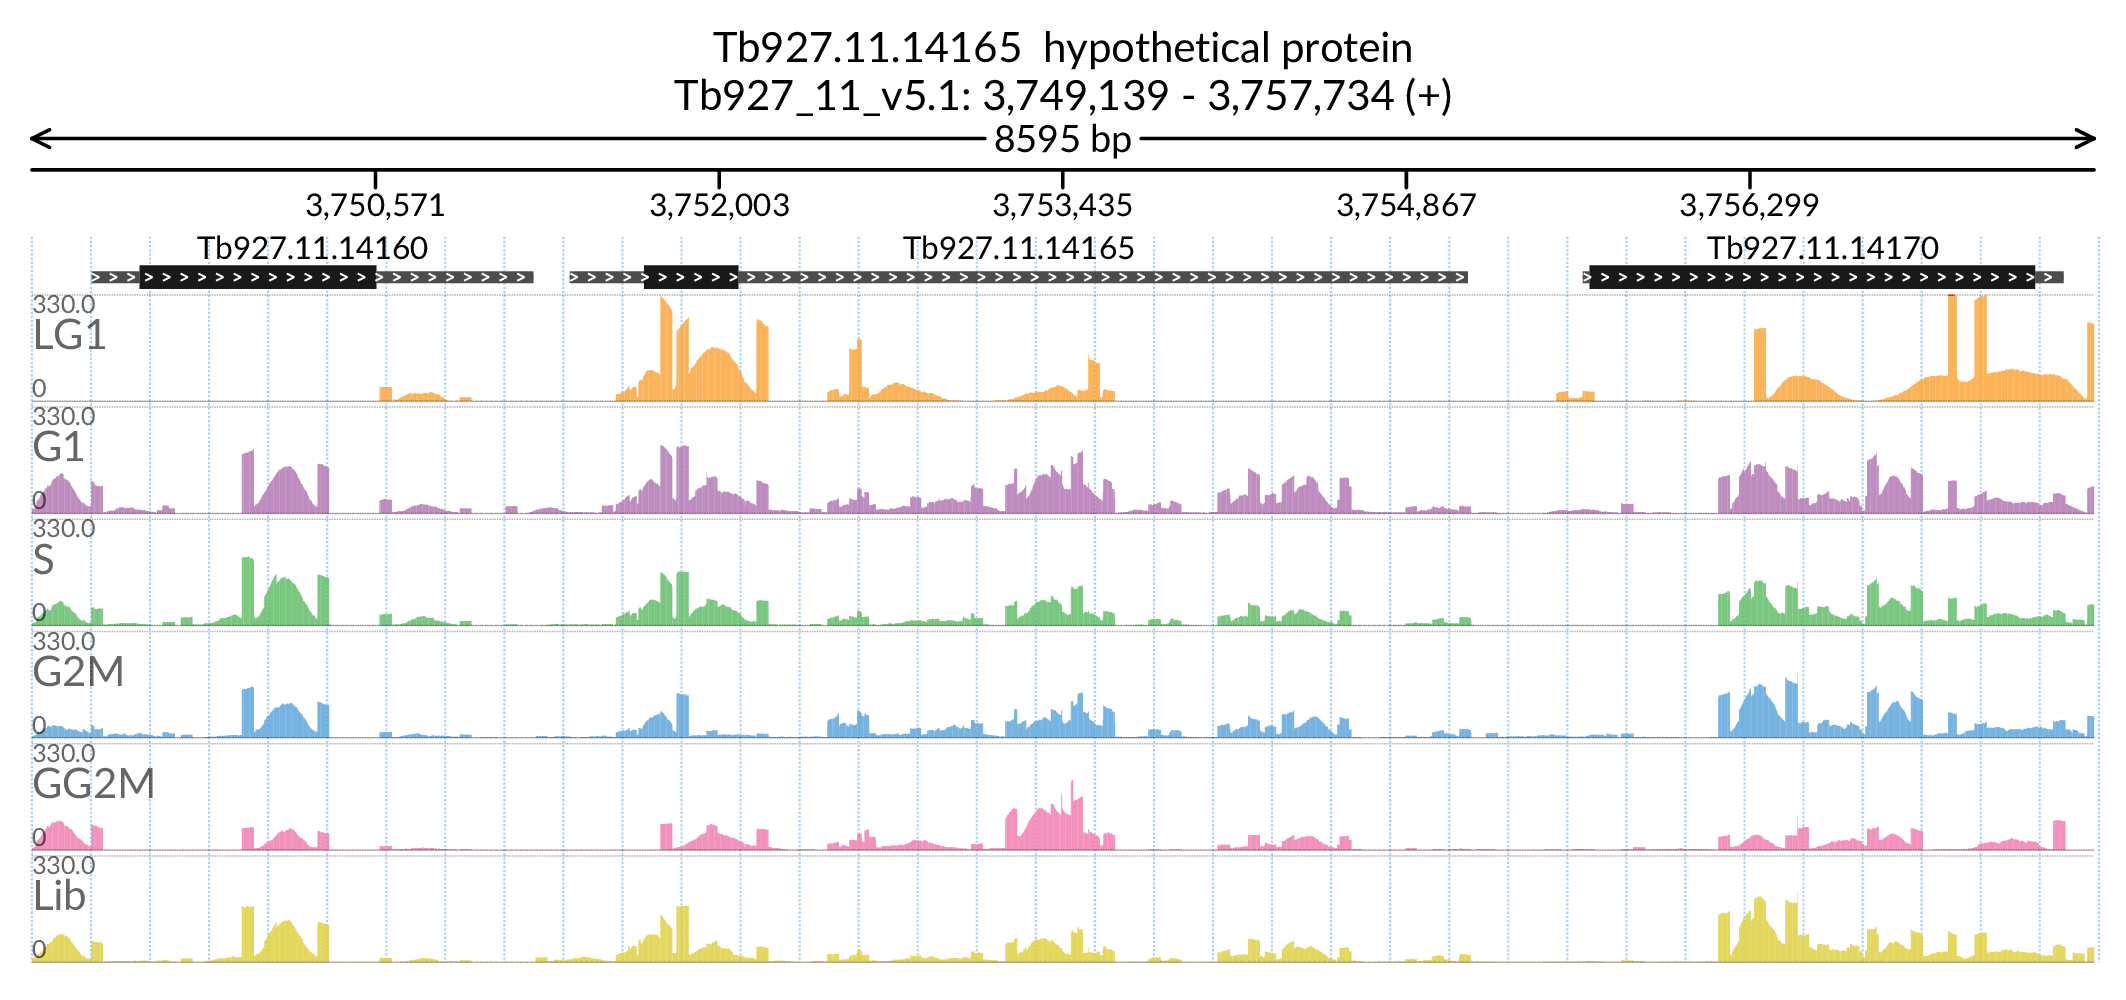 Tb927.11.14165  hypothetical protein
Tb927_11_v5.1: 3,749,139 - 3,757,734 (+)
8595 bp
3,750,571 3,752,003 3,753,435 3,754,867 3,756,299
Tb927.11.14160 Tb927.11.14165 Tb927.11.14170
330.0
LG1
0
330.0
G1
0
330.0
S
0
330.0
G2M
0
330.0
GG2M
0
330.0
Lib
0